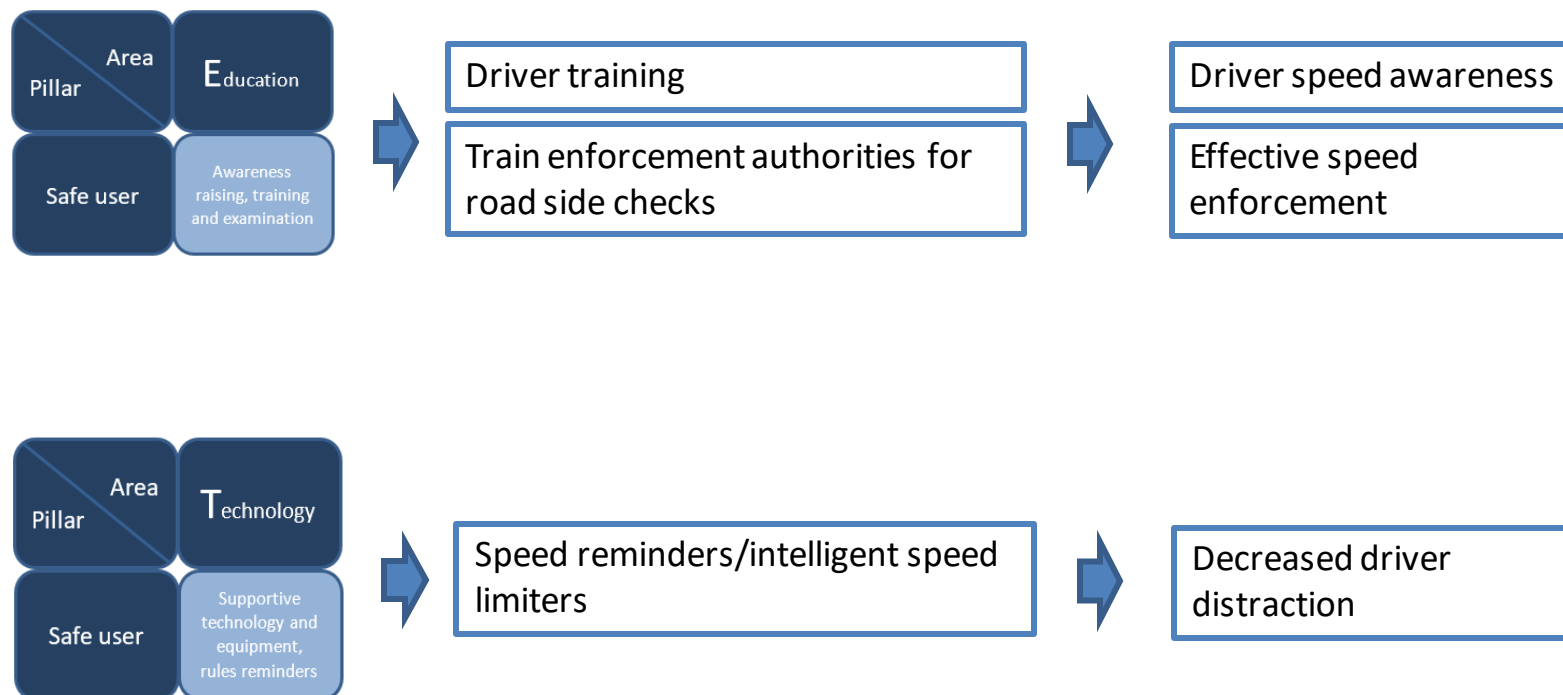 Area
Pillar
Education
Safe user
Awareness
raising, training
and examination
Driver training
Train enforcement authorities for
road side checks
Driver speed awareness
Effective speed
enforcement
Area
Pillar
Technology
Safe user
Supportive
technology and
equipment,
rules reminders
Speed reminders/intelligent speed
limiters
Decreased driver
distraction